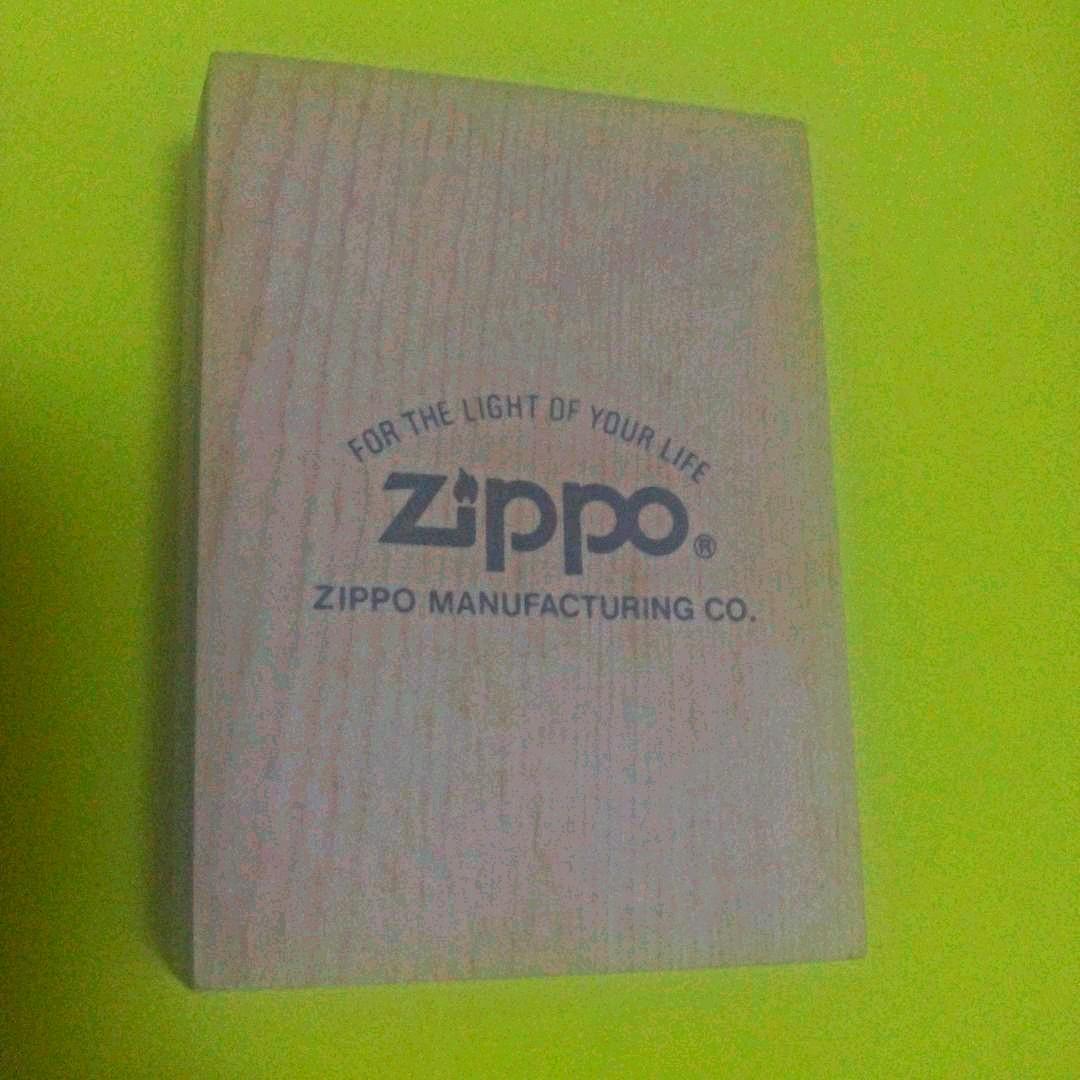 FOR THE LIGHT OF YOUR LIFE
Zippo®
ZIPPO MANUFACTURING CO.